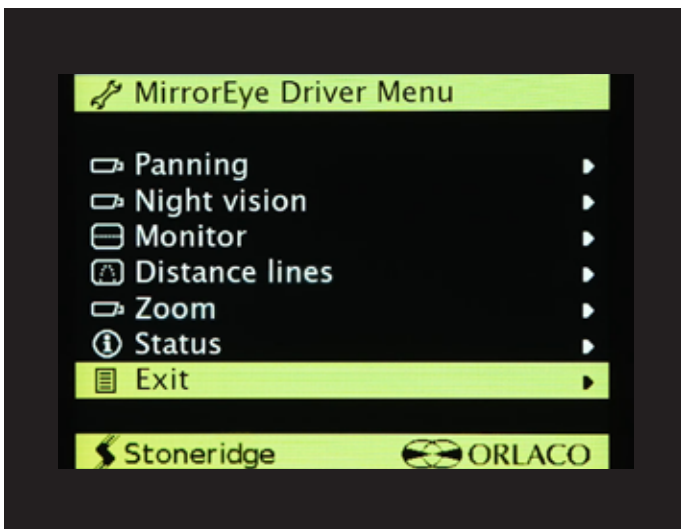 MirrorEye Driver Menu
Panning
Night vision
Monitor
Distance lines
Zoom
Status
Exit
Stoneridge ORLACO